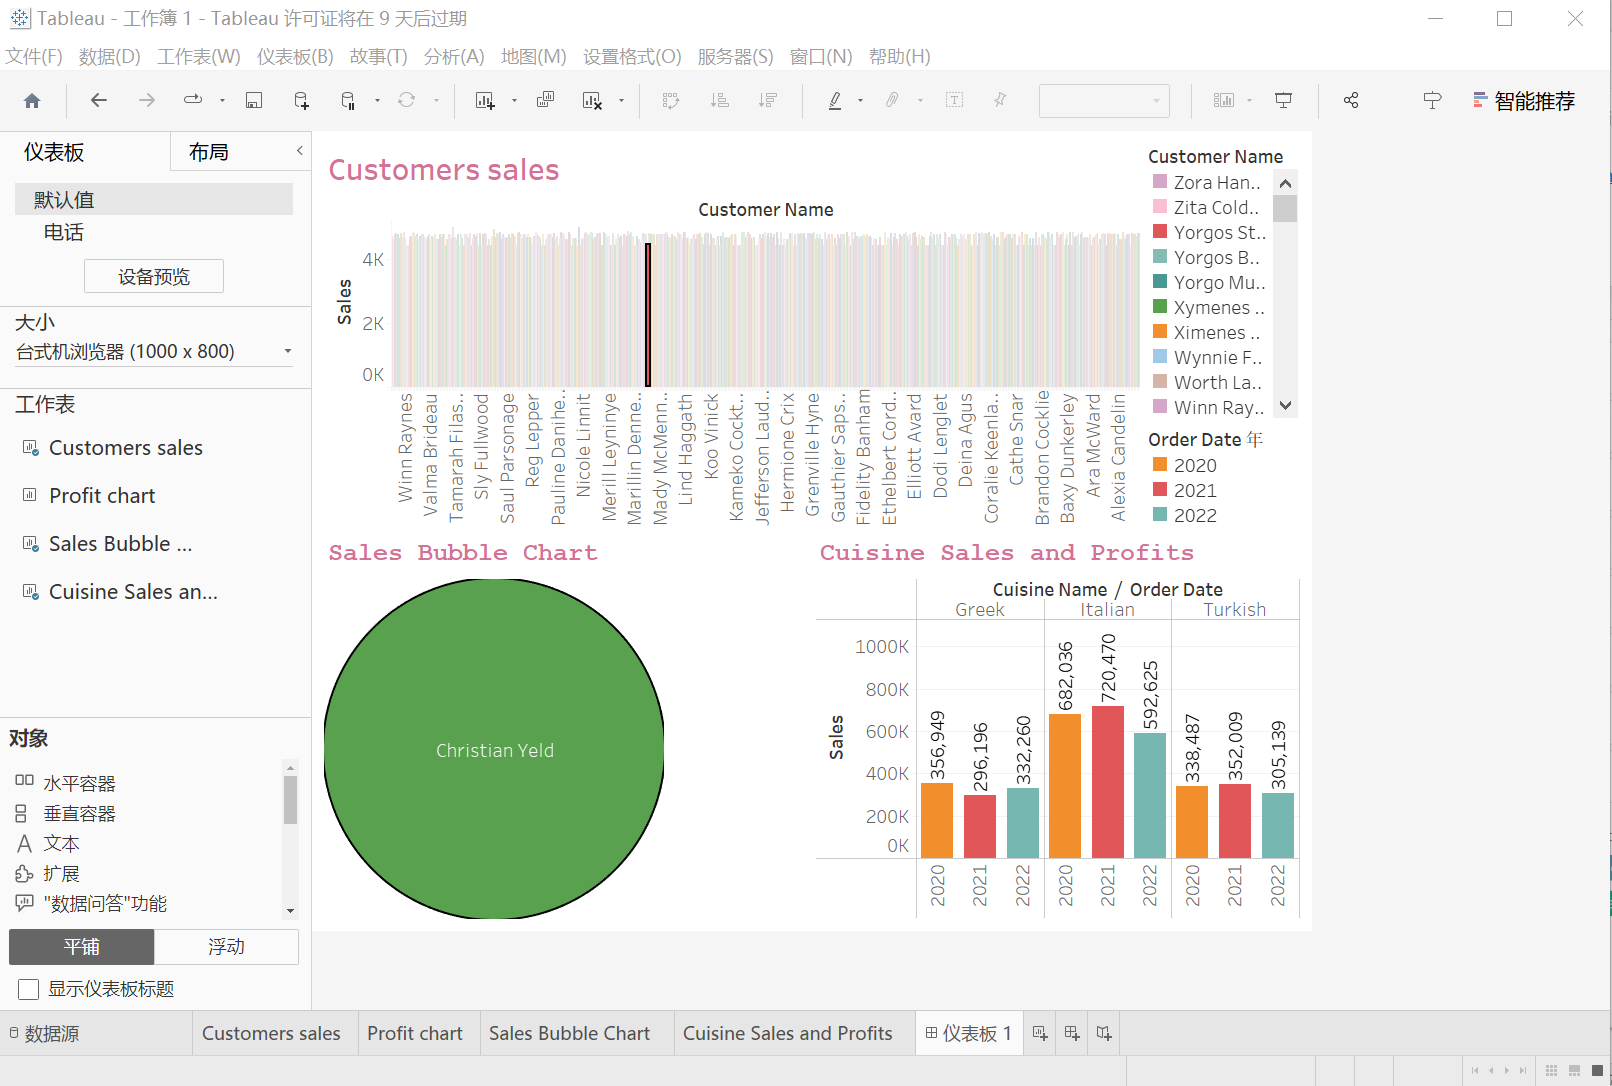 Tableau - 工作簿 1 - Tableau 许可证将在 9 天后过期
文件(F) 数据(D) 工作表(W) 仪表板(B) 故事(T) 分析(A) 地图(M) 设置格式(O) 服务器(S) 窗口(N) 帮助(H)
智能推荐
仪表板 布局
默认值
电话
设备预览
大小
台式机浏览器 (1000 x 800)
工作表
Customers sales
Profit chart
Sales Bubble ...
Cuisine Sales an...
对象
水平容器
垂直容器
文本
扩展
"数据问答"功能
平铺 浮动
显示仪表板标题
Customers sales
Customer Name
Sales
4K
2K
0K
Winn Raynes
Valma Brideau
Tamarah Filas..
Sly Fullwood
Saul Parsonage
Reg Lepper
Pauline Danihe..
Nicole Linnit
Merill Leyninye
Marillin Denne..
Mady McMenn..
Lind Haggath
Koo Vinick
Kameko Cockt..
Jefferson Laud..
Hermione Crix
Grenville Hyne
Gauthier Saps..
Fidelity Banham
Ethelbert Cord..
Elliott Avard
Dodi Lenglet
Deina Agus
Coralie Keenla..
Cathe Snar
Brandon Cocklie
Baxy Dunkerley
Ara McWard
Alexia Candelin
Customer Name
Zora Han..
Zita Cold..
Yorgos St..
Yorgos B..
Yorgo Mu..
Xymenes ..
Ximenes ..
Wynnie F..
Worth La..
Winn Ray..
Order Date 年
2020
2021
2022
Sales Bubble Chart
Christian Yeld
Cuisine Sales and Profits
Cuisine Name / Order Date
Greek Italian Turkish
Sales
1000K
800K
600K
400K
200K
0K
356,949
296,196
332,260
682,036
720,470
592,625
338,487
352,009
305,139
2020 2021 2022 2020 2021 2022 2020 2021 2022
数据源 Customers sales Profit chart Sales Bubble Chart Cuisine Sales and Profits 仪表板 1